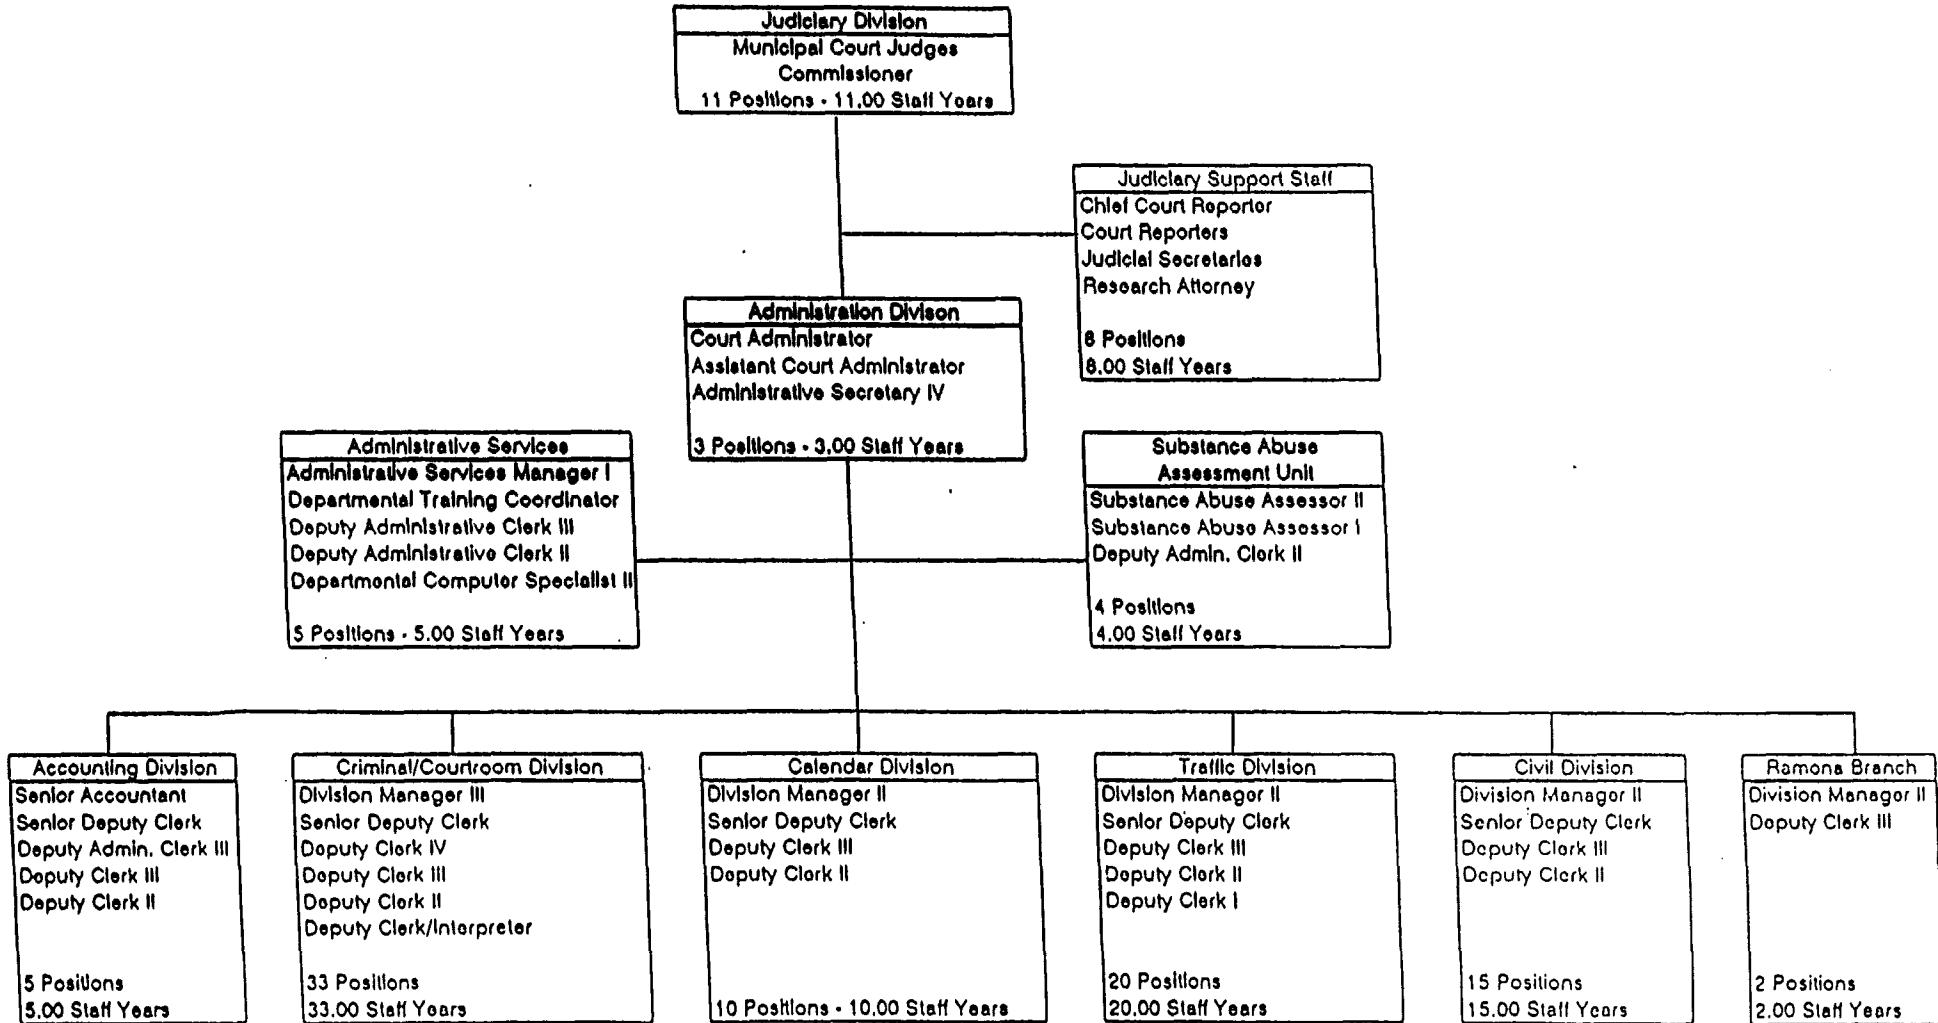 Judiciary Division
Municipal Court Judges
Commissioner
11 Positions - 11.00 Staff Years
Judiciary Support Staff
Chief Court Reporter
Court Reporters
Judicial Secretaries
Research Attorney
8 Positions
8.00 Staff Years
Administration Divison
Court Administrator
Assistant Court Administrator
Administrative Secretary IV
3 Positions - 3.00 Staff Years
Administrative Services
Administrative Services Manager I
Departmental Training Coordinator
Deputy Administrative Clerk III
Deputy Administrative Clerk II
Departmental Computer Specialist II
5 Positions - 5.00 Staff Years
Substance Abuse
Assessment Unit
Substance Abuse Assessor II
Substance Abuse Assessor I
Deputy Admin. Clerk II
4 Positions
4.00 Staff Years
Accounting Division
Senior Accountant
Senior Deputy Clerk
Deputy Admin. Clerk III
Deputy Clerk III
Deputy Clerk II
5 Positions
5.00 Staff Years
Criminal/Courtroom Division
Division Manager III
Senior Deputy Clerk
Deputy Clerk IV
Deputy Clerk III
Deputy Clerk II
Deputy Clerk/Interpreter
33 Positions
33.00 Staff Years
Calendar Division
Division Manager II
Senior Deputy Clerk
Deputy Clerk III
Deputy Clerk II
10 Positions - 10.00 Staff Years
Traffic Division
Division Manager II
Senior Deputy Clerk
Deputy Clerk III
Deputy Clerk II
Deputy Clerk I
20 Positions
20.00 Staff Years
Civil Division
Division Manager II
Senior Deputy Clerk
Deputy Clerk III
Deputy Clerk II
15 Positions
15.00 Staff Years
Ramona Branch
Division Manager II
Deputy Clerk III
2 Positions
2.00 Staff Years